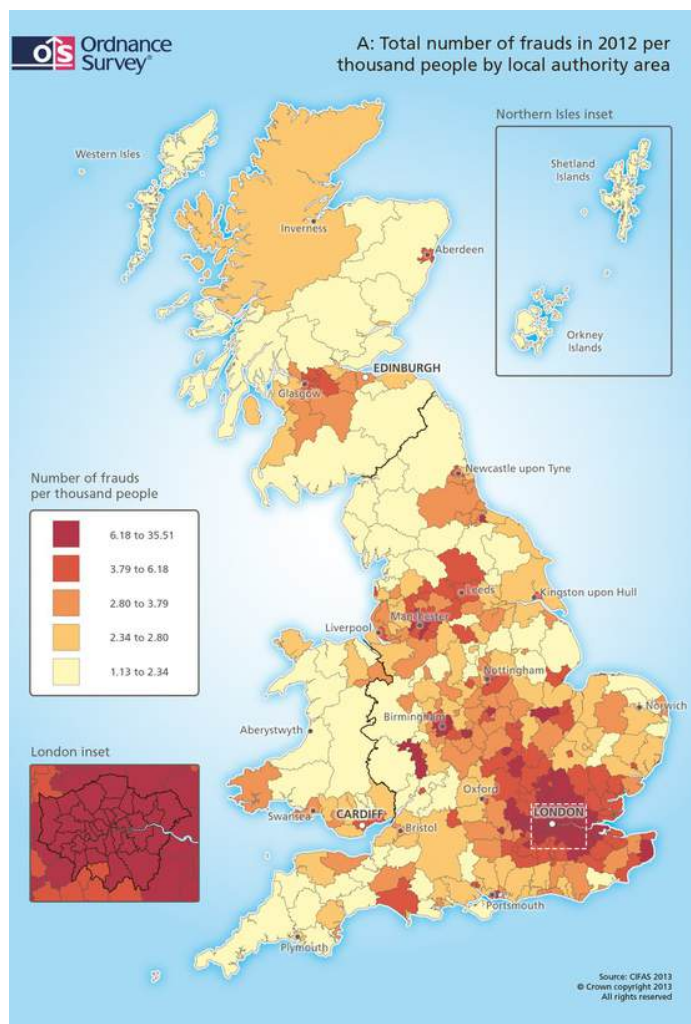 OS Ordnance
Survey®
A: Total number of frauds in 2012 per
thousand people by local authority area
Northern Isles inset
Western Isles
Shetland
Islands
Inverness
Aberdeen
Orkney
Islands
EDINBURGH
Glasgow
Number of frauds
per thousand people
Newcastle upon Tyne
6.18 to 35.51
3.79 to 6.18
2.80 to 3.79
2.34 to 2.80
1.13 to 2.34
Leeds
Kingston upon Hull
Manchester
Liverpool
Nottingham
Norwich
Birmingham
Aberystwyth
London inset
Oxford
Swansea
CARDIFF
LONDON
Bristol
Portsmouth
Plymouth
Source: CIFAS 2013
© Crown copyright 2013
All rights reserved